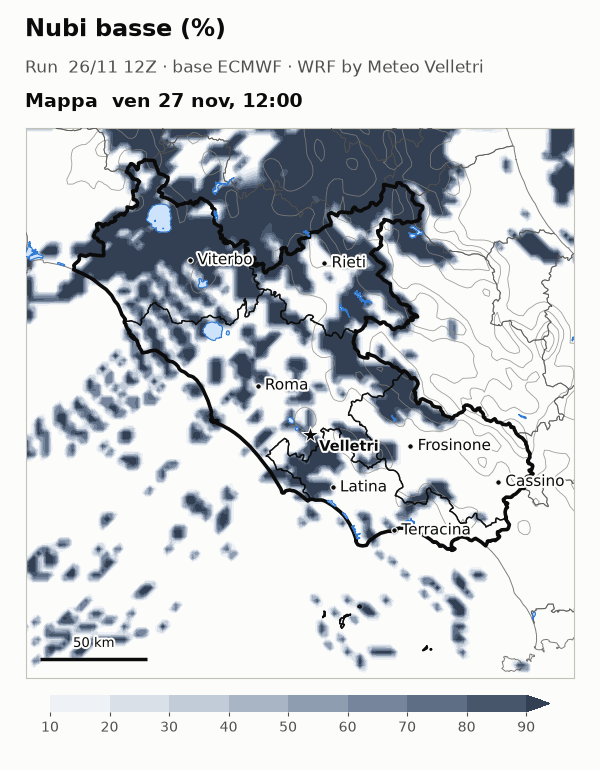 Nubi basse (%)
Run 26/11 12Z · base ECMWF · WRF by Meteo Velletri
Mappa ven 27 nov, 12:00
Viterbo
Rieti
Roma
Velletri
Frosinone
Cassino
Latina
Terracina
50 km
10 20 30 40 50 60 70 80 90